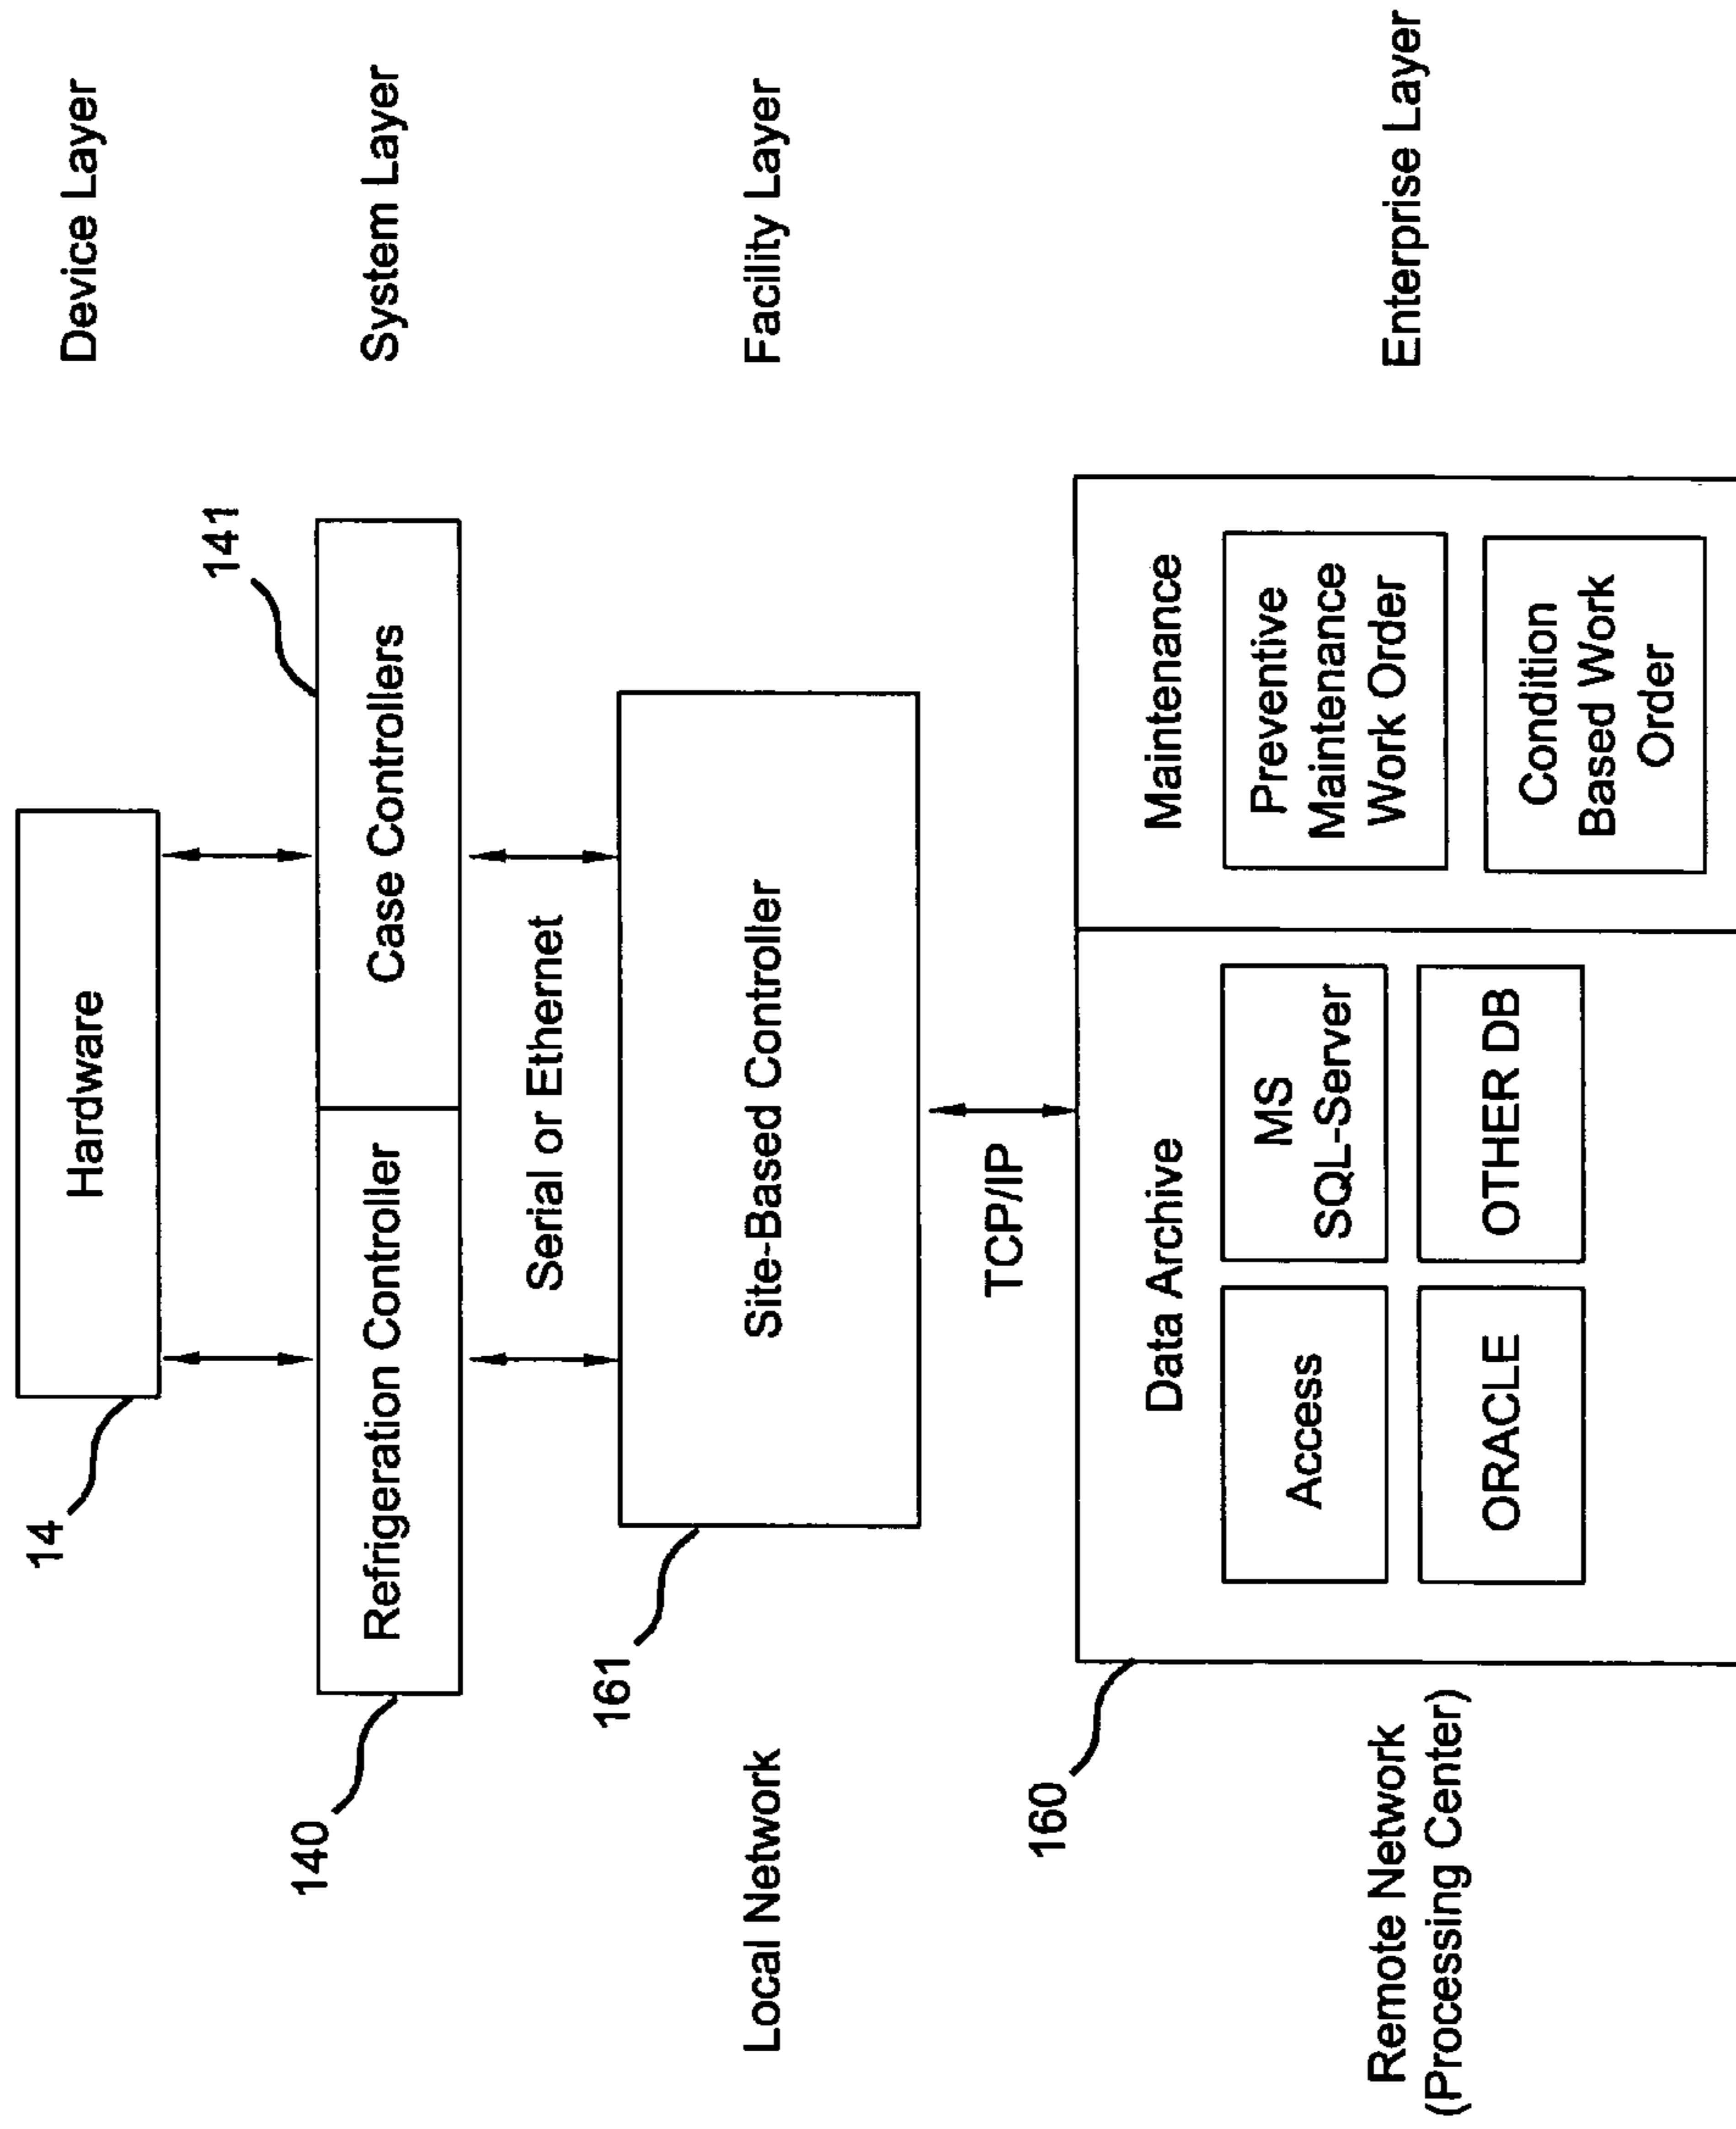 14
Hardware
Device Layer
140
Refrigeration Controller
Case Controllers
141
System Layer
Serial or Ethernet
Local Network
161
Site-Based Controller
Facility Layer
TCP/IP
Remote Network
(Processing Center)
160
Data Archive
Access
MS
SQL-Server
ORACLE
OTHER DB
Maintenance
Preventive
Maintenance
Work Order
Condition
Based Work
Order
Enterprise Layer